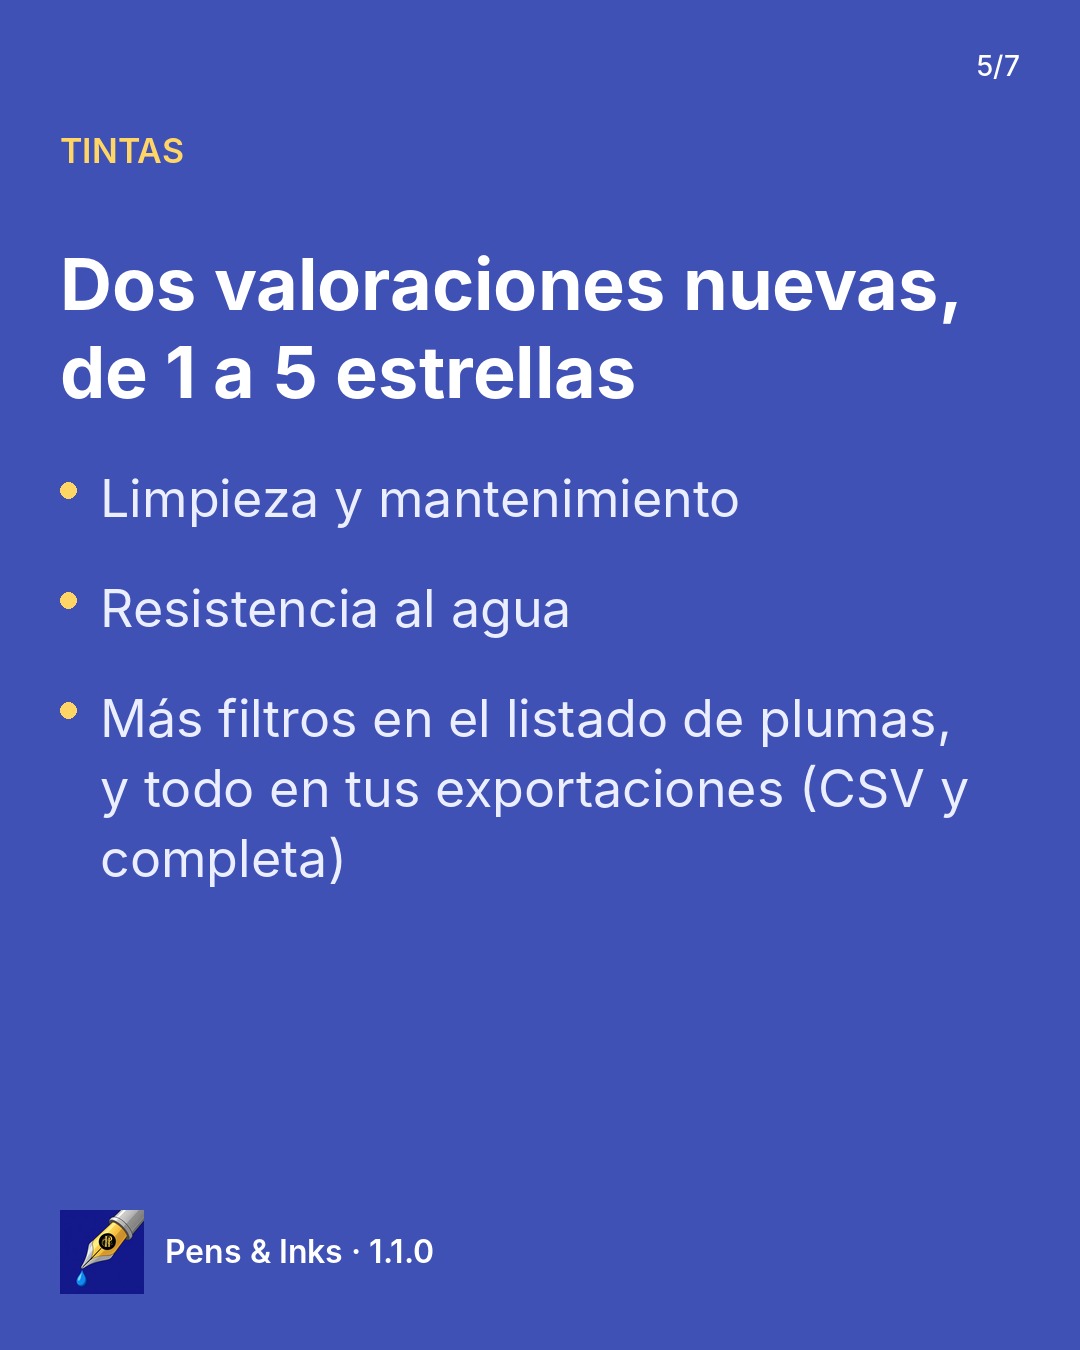 5/7
TINTAS
Dos valoraciones nuevas,
de 1 a 5 estrellas
• Limpieza y mantenimiento
• Resistencia al agua
• Más filtros en el listado de plumas,
y todo en tus exportaciones (CSV y
completa)
Pens & Inks · 1.1.0